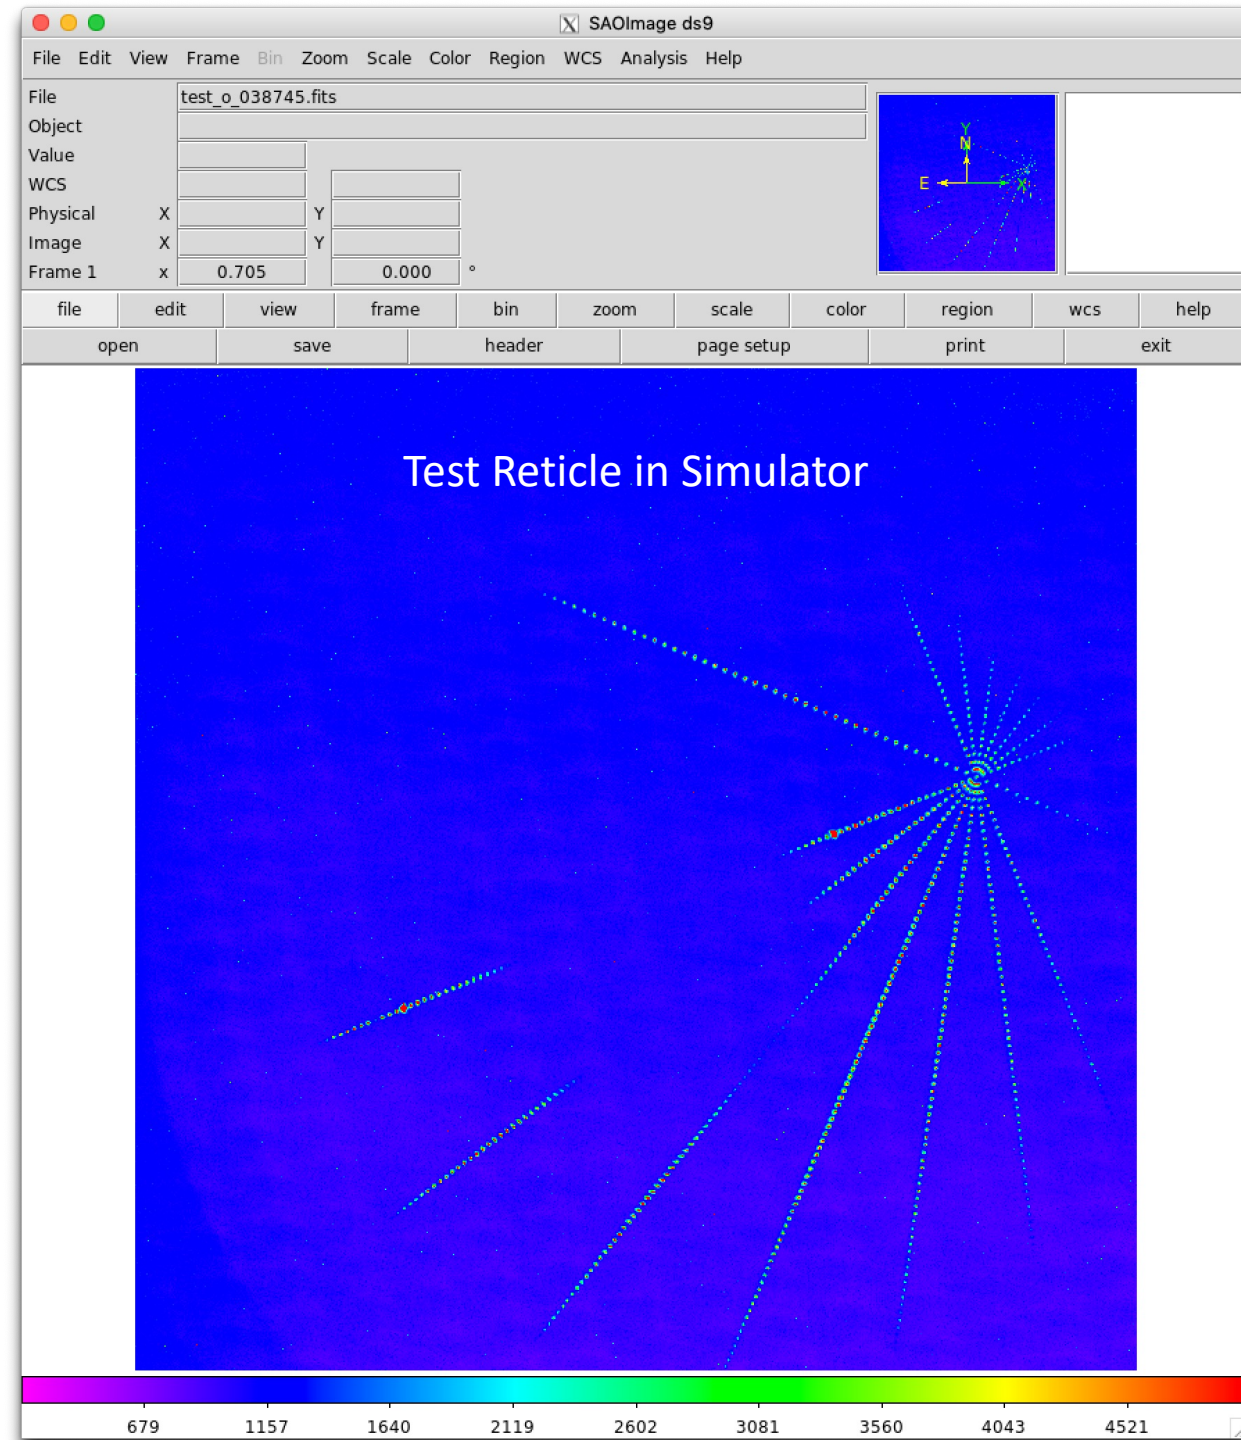 SAOImage ds9
File Edit View Frame Bin Zoom Scale Color Region WCS Analysis Help
File test_o_038745.fits
Object
Value
WCS
Physical X Y
Image X Y
Frame 1 x 0.705 0.000 °
Y
N
E X
file edit view frame bin zoom scale color region wcs help
open save header page setup print exit
Test Reticle in Simulator
679 1157 1640 2119 2602 3081 3560 4043 4521